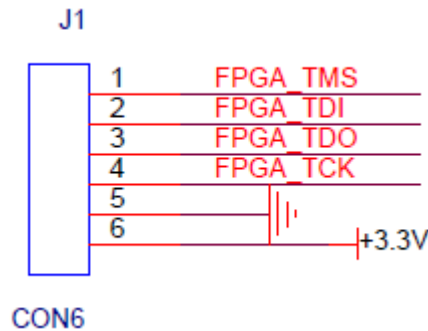 J1
1 FPGA_TMS
2 FPGA_TDI
3 FPGA_TDO
4 FPGA_TCK
5
6 +3.3V
CON6